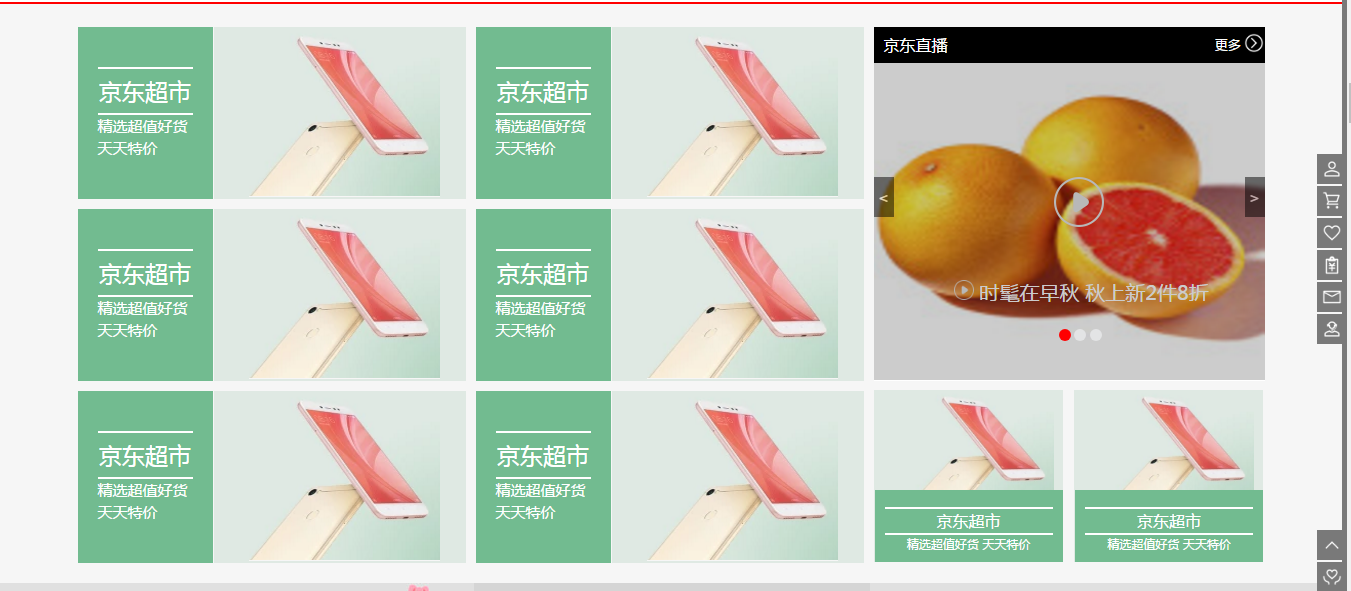 京东超市
精选超值好货
天天特价
京东超市
精选超值好货
天天特价
京东直播
更多
<
>
时髦在早秋 秋上新2件8折
京东超市
精选超值好货
天天特价
京东超市
精选超值好货
天天特价
京东超市
精选超值好货
天天特价
京东超市
精选超值好货
天天特价
京东超市
精选超值好货 天天特价
京东超市
精选超值好货 天天特价